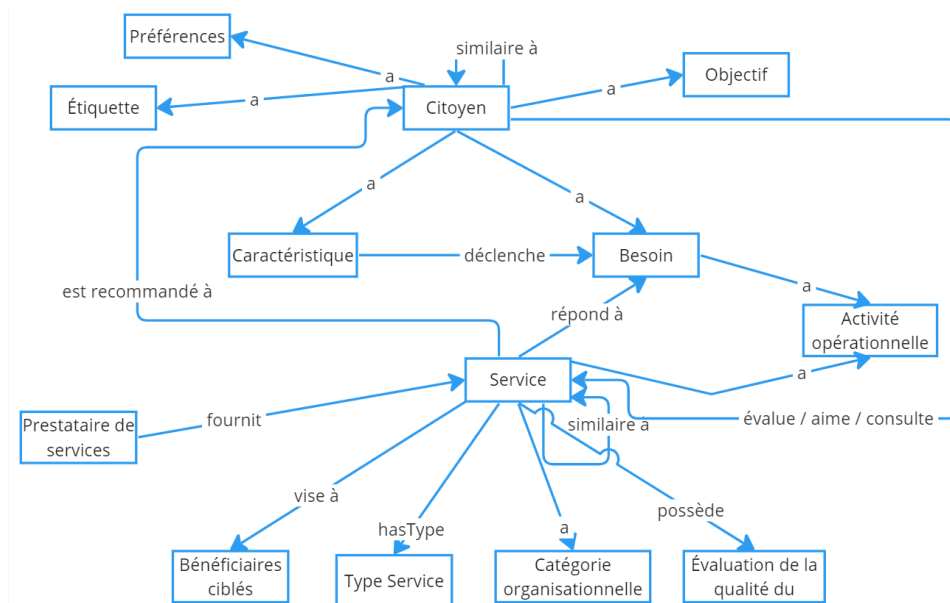 Préférences
similaire à
Objectif
a
a
a
Étiquette
Citoyen
a
a
Caractéristique
déclenche
Besoin
est recommandé à
a
répond à
Activité
opérationnelle
Service
a
Prestataire de
services
fournit
similaire à
évalue / aime / consulte
vise à
possède
hasType
a
Bénéficiaires
ciblés
Type Service
Catégorie
organisationnelle
Évaluation de la
qualité du